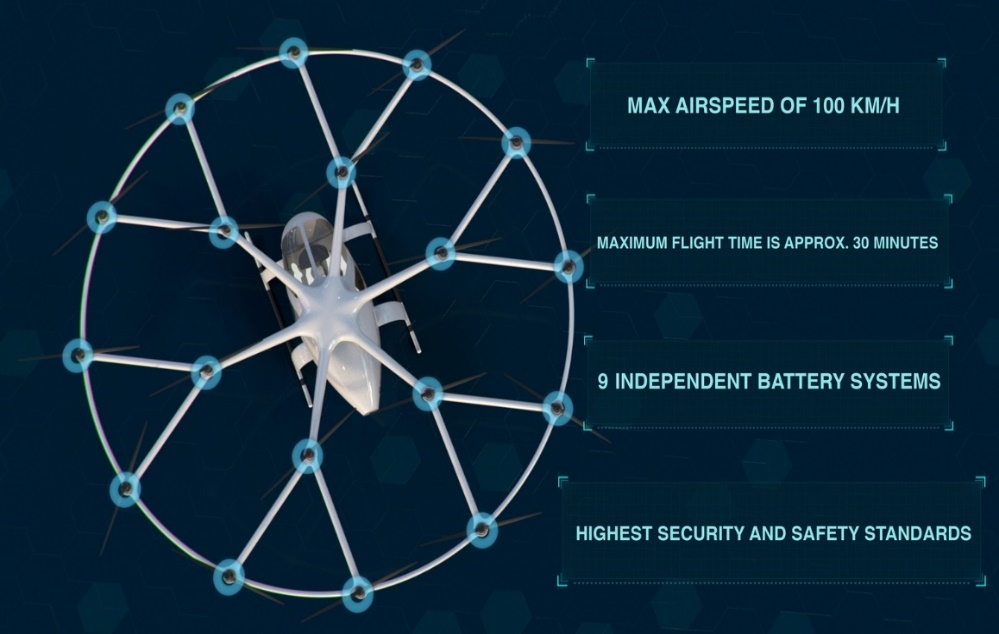 MAX AIRSPEED OF 100 KM/H
MAXIMUM FLIGHT TIME IS APPROX. 30 MINUTES
9 INDEPENDENT BATTERY SYSTEMS
HIGHEST SECURITY AND SAFETY STANDARDS